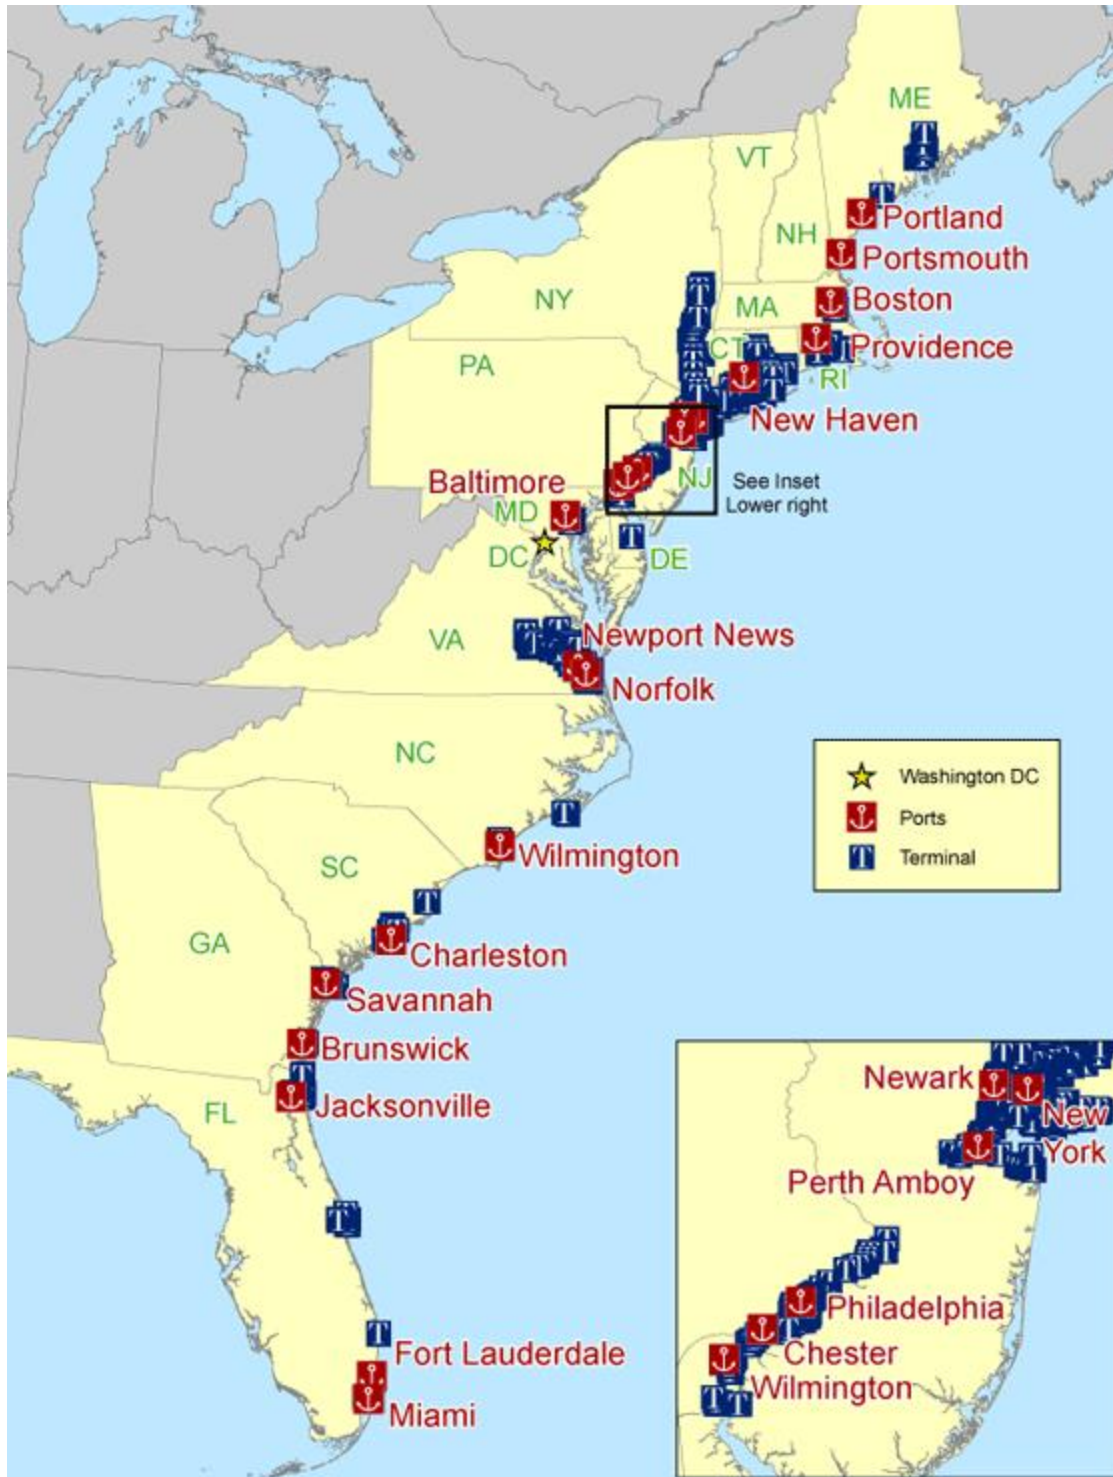 ME
VT
NH
Portland
Portsmouth
NY
MA
Boston
CT
Providence
PA
RI
New Haven
NJ
See Inset
Lower right
Baltimore
MD
DC
DE
VA
Newport News
Norfolk
NC
Washington DC
Ports
T Terminal
Wilmington
SC
GA
Charleston
Savannah
Brunswick
FL
Jacksonville
Newark
New
York
Perth Amboy
Philadelphia
Chester
Wilmington
Fort Lauderdale
Miami